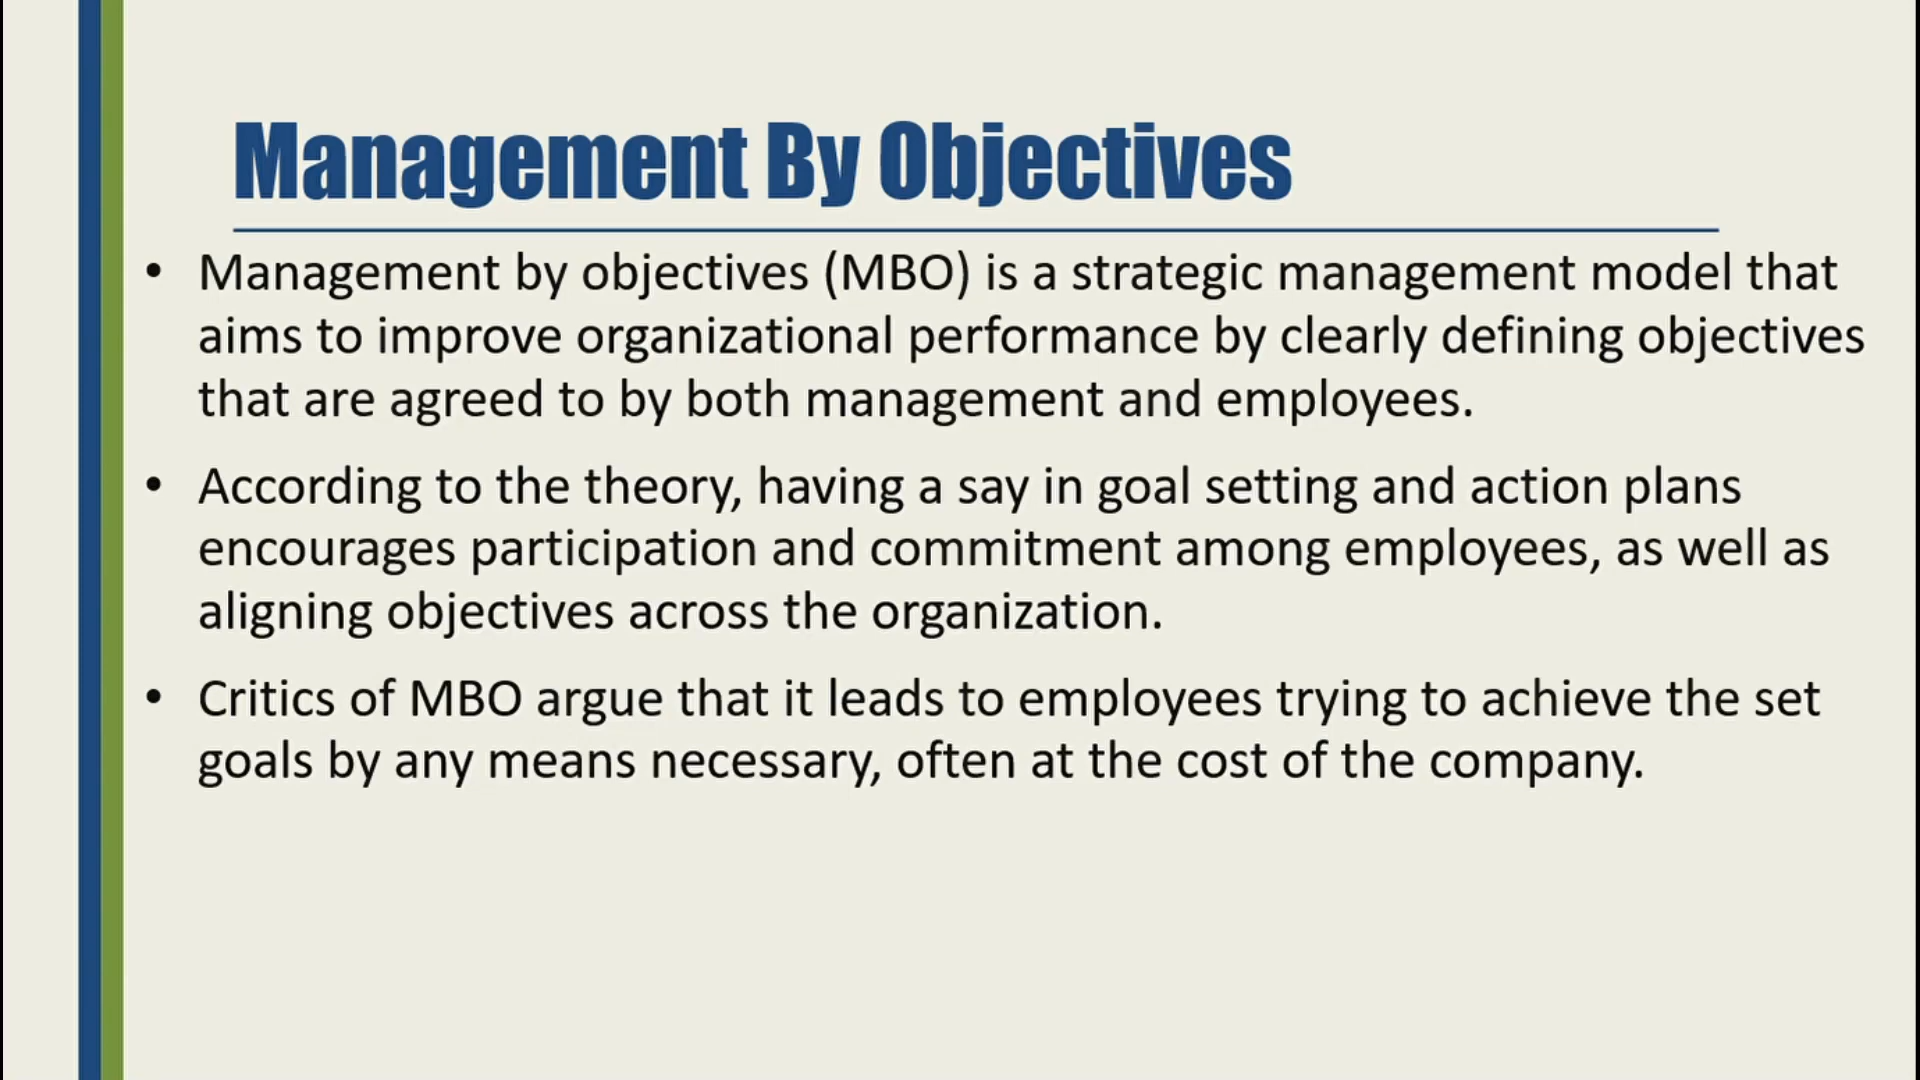 Management By Objectives
• Management by objectives (MBO) is a strategic management model that
aims to improve organizational performance by clearly defining objectives
that are agreed to by both management and employees.
• According to the theory, having a say in goal setting and action plans
encourages participation and commitment among employees, as well as
aligning objectives across the organization.
• Critics of MBO argue that it leads to employees trying to achieve the set
goals by any means necessary, often at the cost of the company.